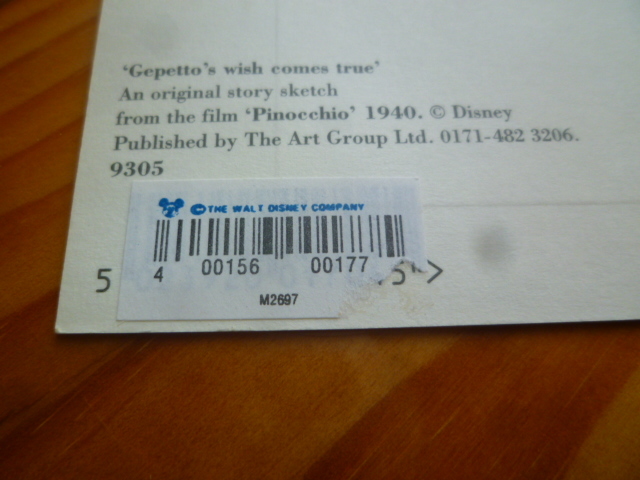 'Gepetto's wish comes true'
An original story sketch
from the film 'Pinocchio' 1940. © Disney
Published by The Art Group Ltd. 0171-482 3206.
9305
© THE WALT DISNEY COMPANY
5 4 00156 00177 5 >
M2697